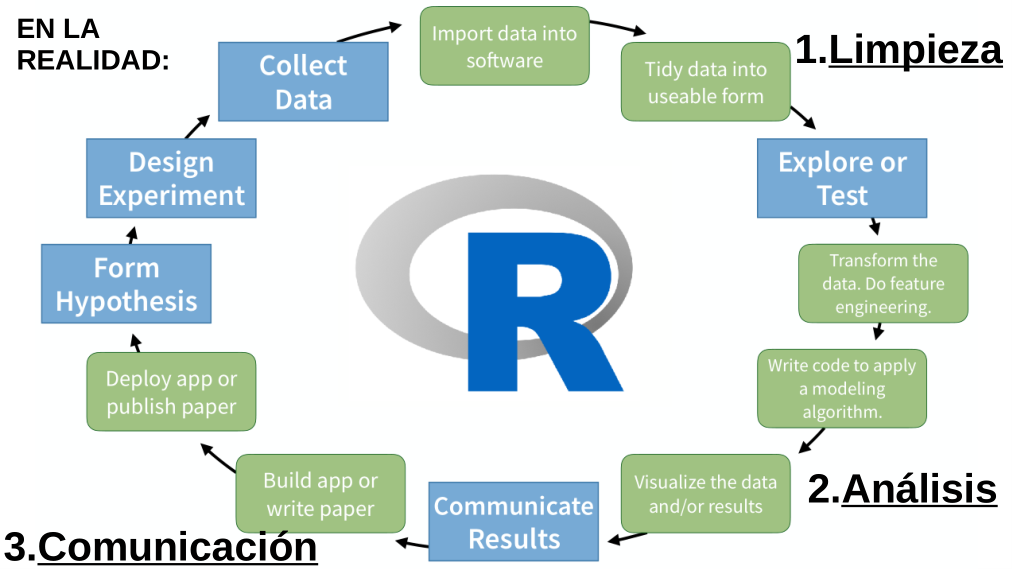 EN LA
REALIDAD:
Collect
Data
Import data into
software
Tidy data into
useable form
1.Limpieza
Explore or
Test
Transform the
data. Do feature
engineering.
Write code to apply
a modeling
algorithm.
2.Análisis
Visualize the data
and/or results
Communicate
Results
Build app or
write paper
3.Comunicación
Deploy app or
publish paper
Form
Hypothesis
Design
Experiment
R